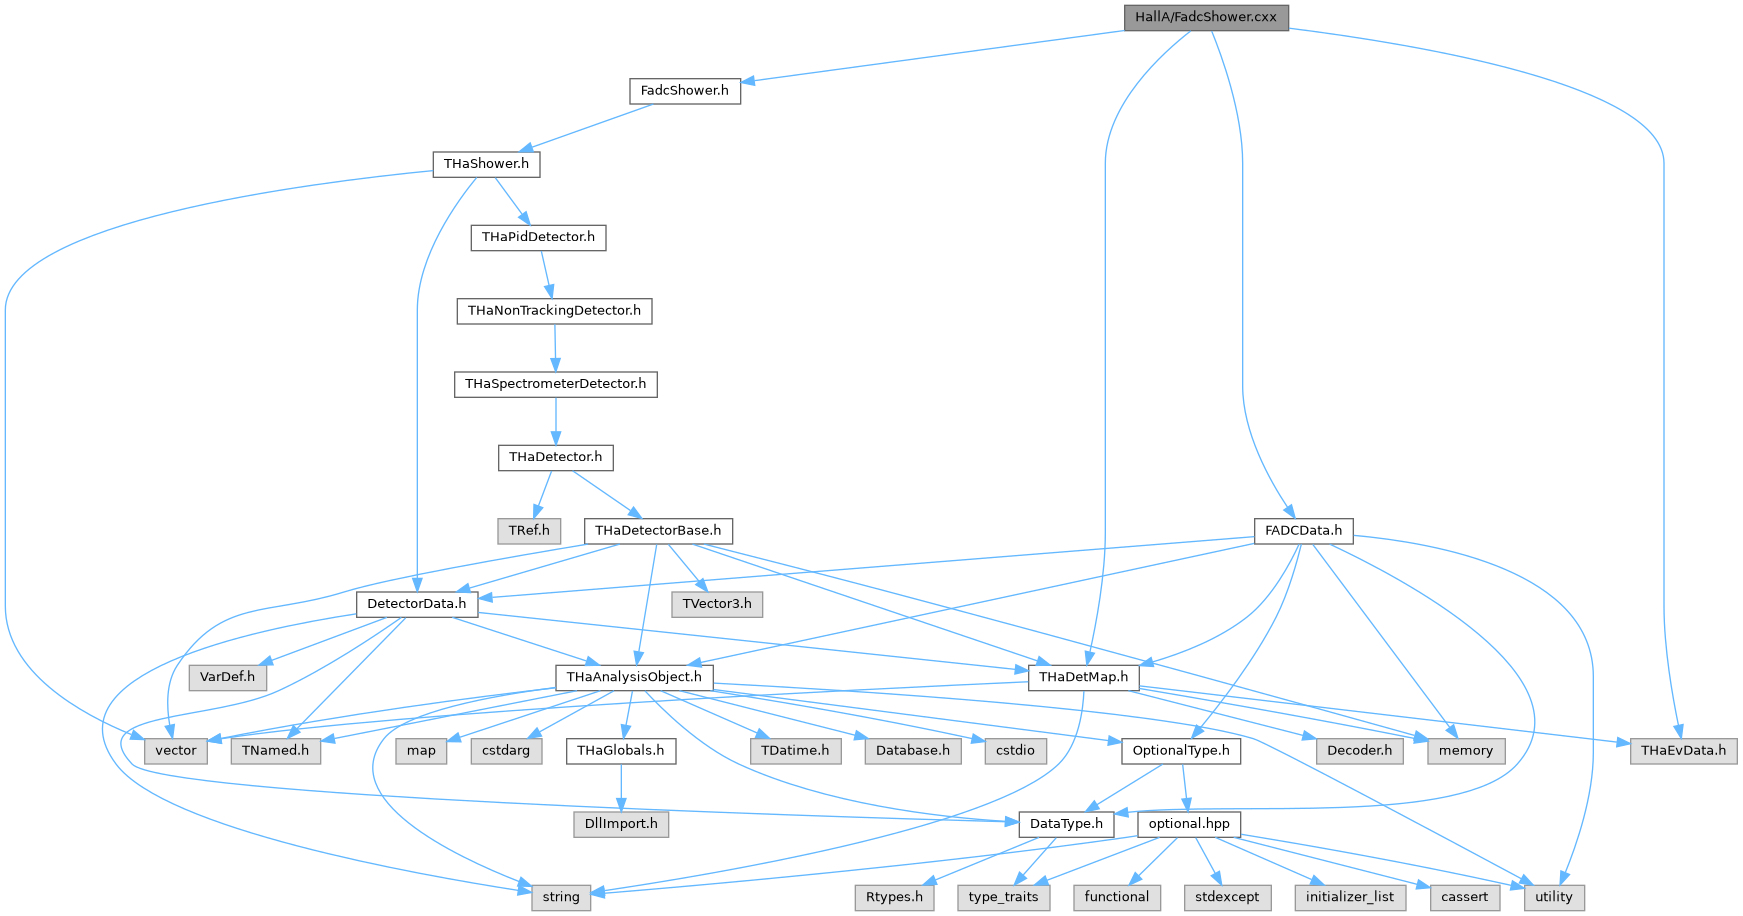 HallA/FadcShower.cxx
FadcShower.h
THaShower.h
THaPidDetector.h
THaNonTrackingDetector.h
THaSpectrometerDetector.h
THaDetector.h
TRef.h
THaDetectorBase.h
FADCData.h
DetectorData.h
TVector3.h
VarDef.h
THaAnalysisObject.h
THaDetMap.h
vector
TNamed.h
map
cstdarg
THaGlobals.h
TDatime.h
Database.h
cstdio
OptionalType.h
Decoder.h
memory
THaEvData.h
DllImport.h
DataType.h
optional.hpp
string
Rtypes.h
type_traits
functional
stdexcept
initializer_list
cassert
utility